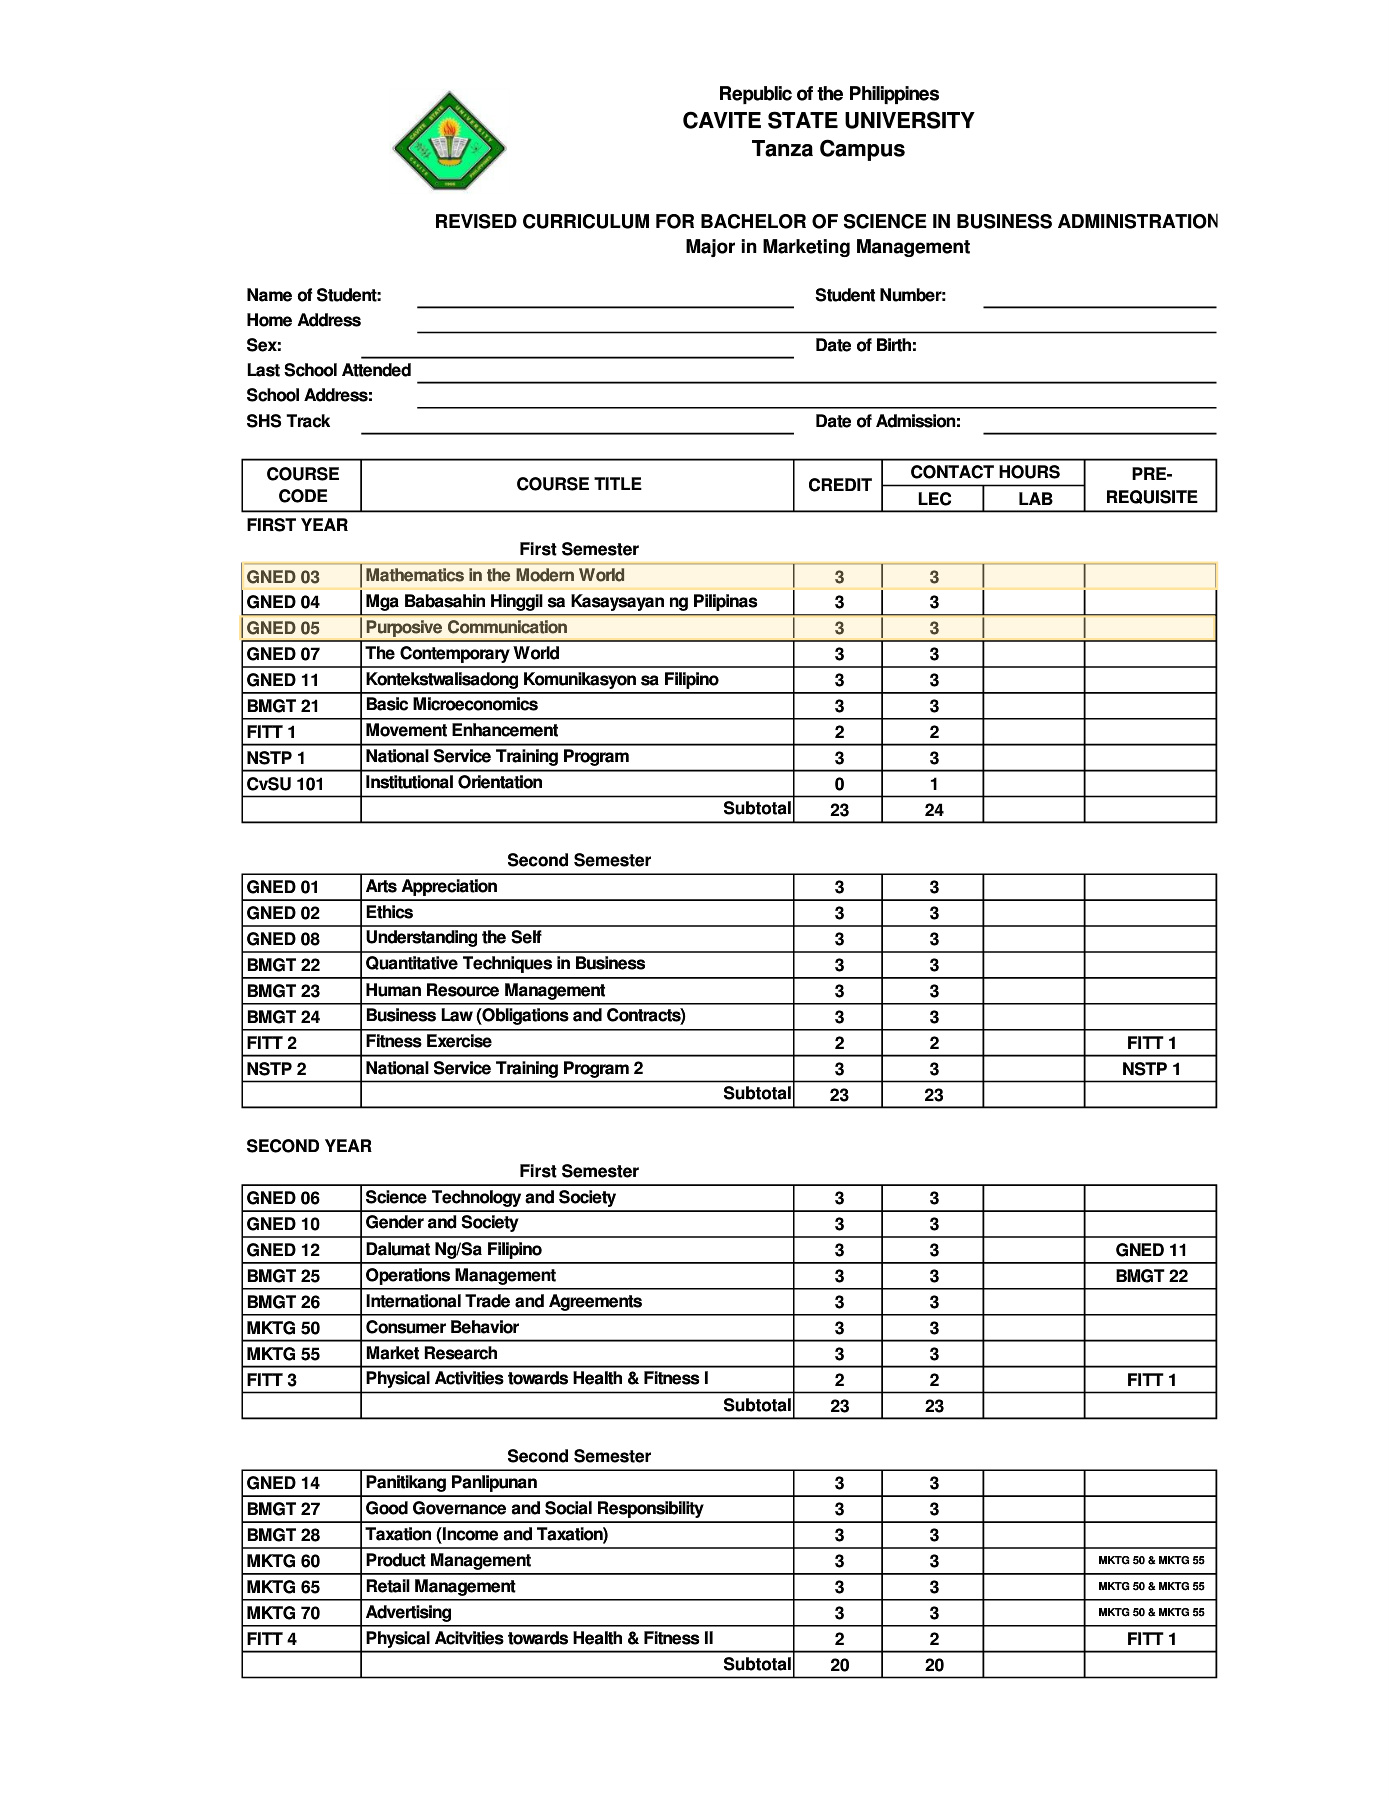 Republic of the Philippines
CAVITE STATE UNIVERSITY
Tanza Campus
REVISED CURRICULUM FOR BACHELOR OF SCIENCE IN BUSINESS ADMINISTRATION
Major in Marketing Management
Name of Student: Student Number:
Home Address
Sex: Date of Birth:
Last School Attended
School Address:
SHS Track Date of Admission:
COURSE CODE COURSE TITLE CREDIT CONTACT HOURS LEC LAB PRE-REQUISITE
FIRST YEAR
First Semester
GNED 03 Mathematics in the Modern World 3 3
GNED 04 Mga Babasahin Hinggil sa Kasaysayan ng Pilipinas 3 3
GNED 05 Purposive Communication 3 3
GNED 07 The Contemporary World 3 3
GNED 11 Kontekstwalisadong Komunikasyon sa Filipino 3 3
BMGT 21 Basic Microeconomics 3 3
FITT 1 Movement Enhancement 2 2
NSTP 1 National Service Training Program 3 3
CvSU 101 Institutional Orientation 0 1
Subtotal 23 24
Second Semester
GNED 01 Arts Appreciation 3 3
GNED 02 Ethics 3 3
GNED 08 Understanding the Self 3 3
BMGT 22 Quantitative Techniques in Business 3 3
BMGT 23 Human Resource Management 3 3
BMGT 24 Business Law (Obligations and Contracts) 3 3
FITT 2 Fitness Exercise 2 2 FITT 1
NSTP 2 National Service Training Program 2 3 3 NSTP 1
Subtotal 23 23
SECOND YEAR
First Semester
GNED 06 Science Technology and Society 3 3
GNED 10 Gender and Society 3 3
GNED 12 Dalumat Ng/Sa Filipino 3 3 GNED 11
BMGT 25 Operations Management 3 3 BMGT 22
BMGT 26 International Trade and Agreements 3 3
MKTG 50 Consumer Behavior 3 3
MKTG 55 Market Research 3 3
FITT 3 Physical Activities towards Health & Fitness I 2 2 FITT 1
Subtotal 23 23
Second Semester
GNED 14 Panitikang Panlipunan 3 3
BMGT 27 Good Governance and Social Responsibility 3 3
BMGT 28 Taxation (Income and Taxation) 3 3
MKTG 60 Product Management 3 3 MKTG 50 & MKTG 55
MKTG 65 Retail Management 3 3 MKTG 50 & MKTG 55
MKTG 70 Advertising 3 3 MKTG 50 & MKTG 55
FITT 4 Physical Acitvities towards Health & Fitness II 2 2 FITT 1
Subtotal 20 20